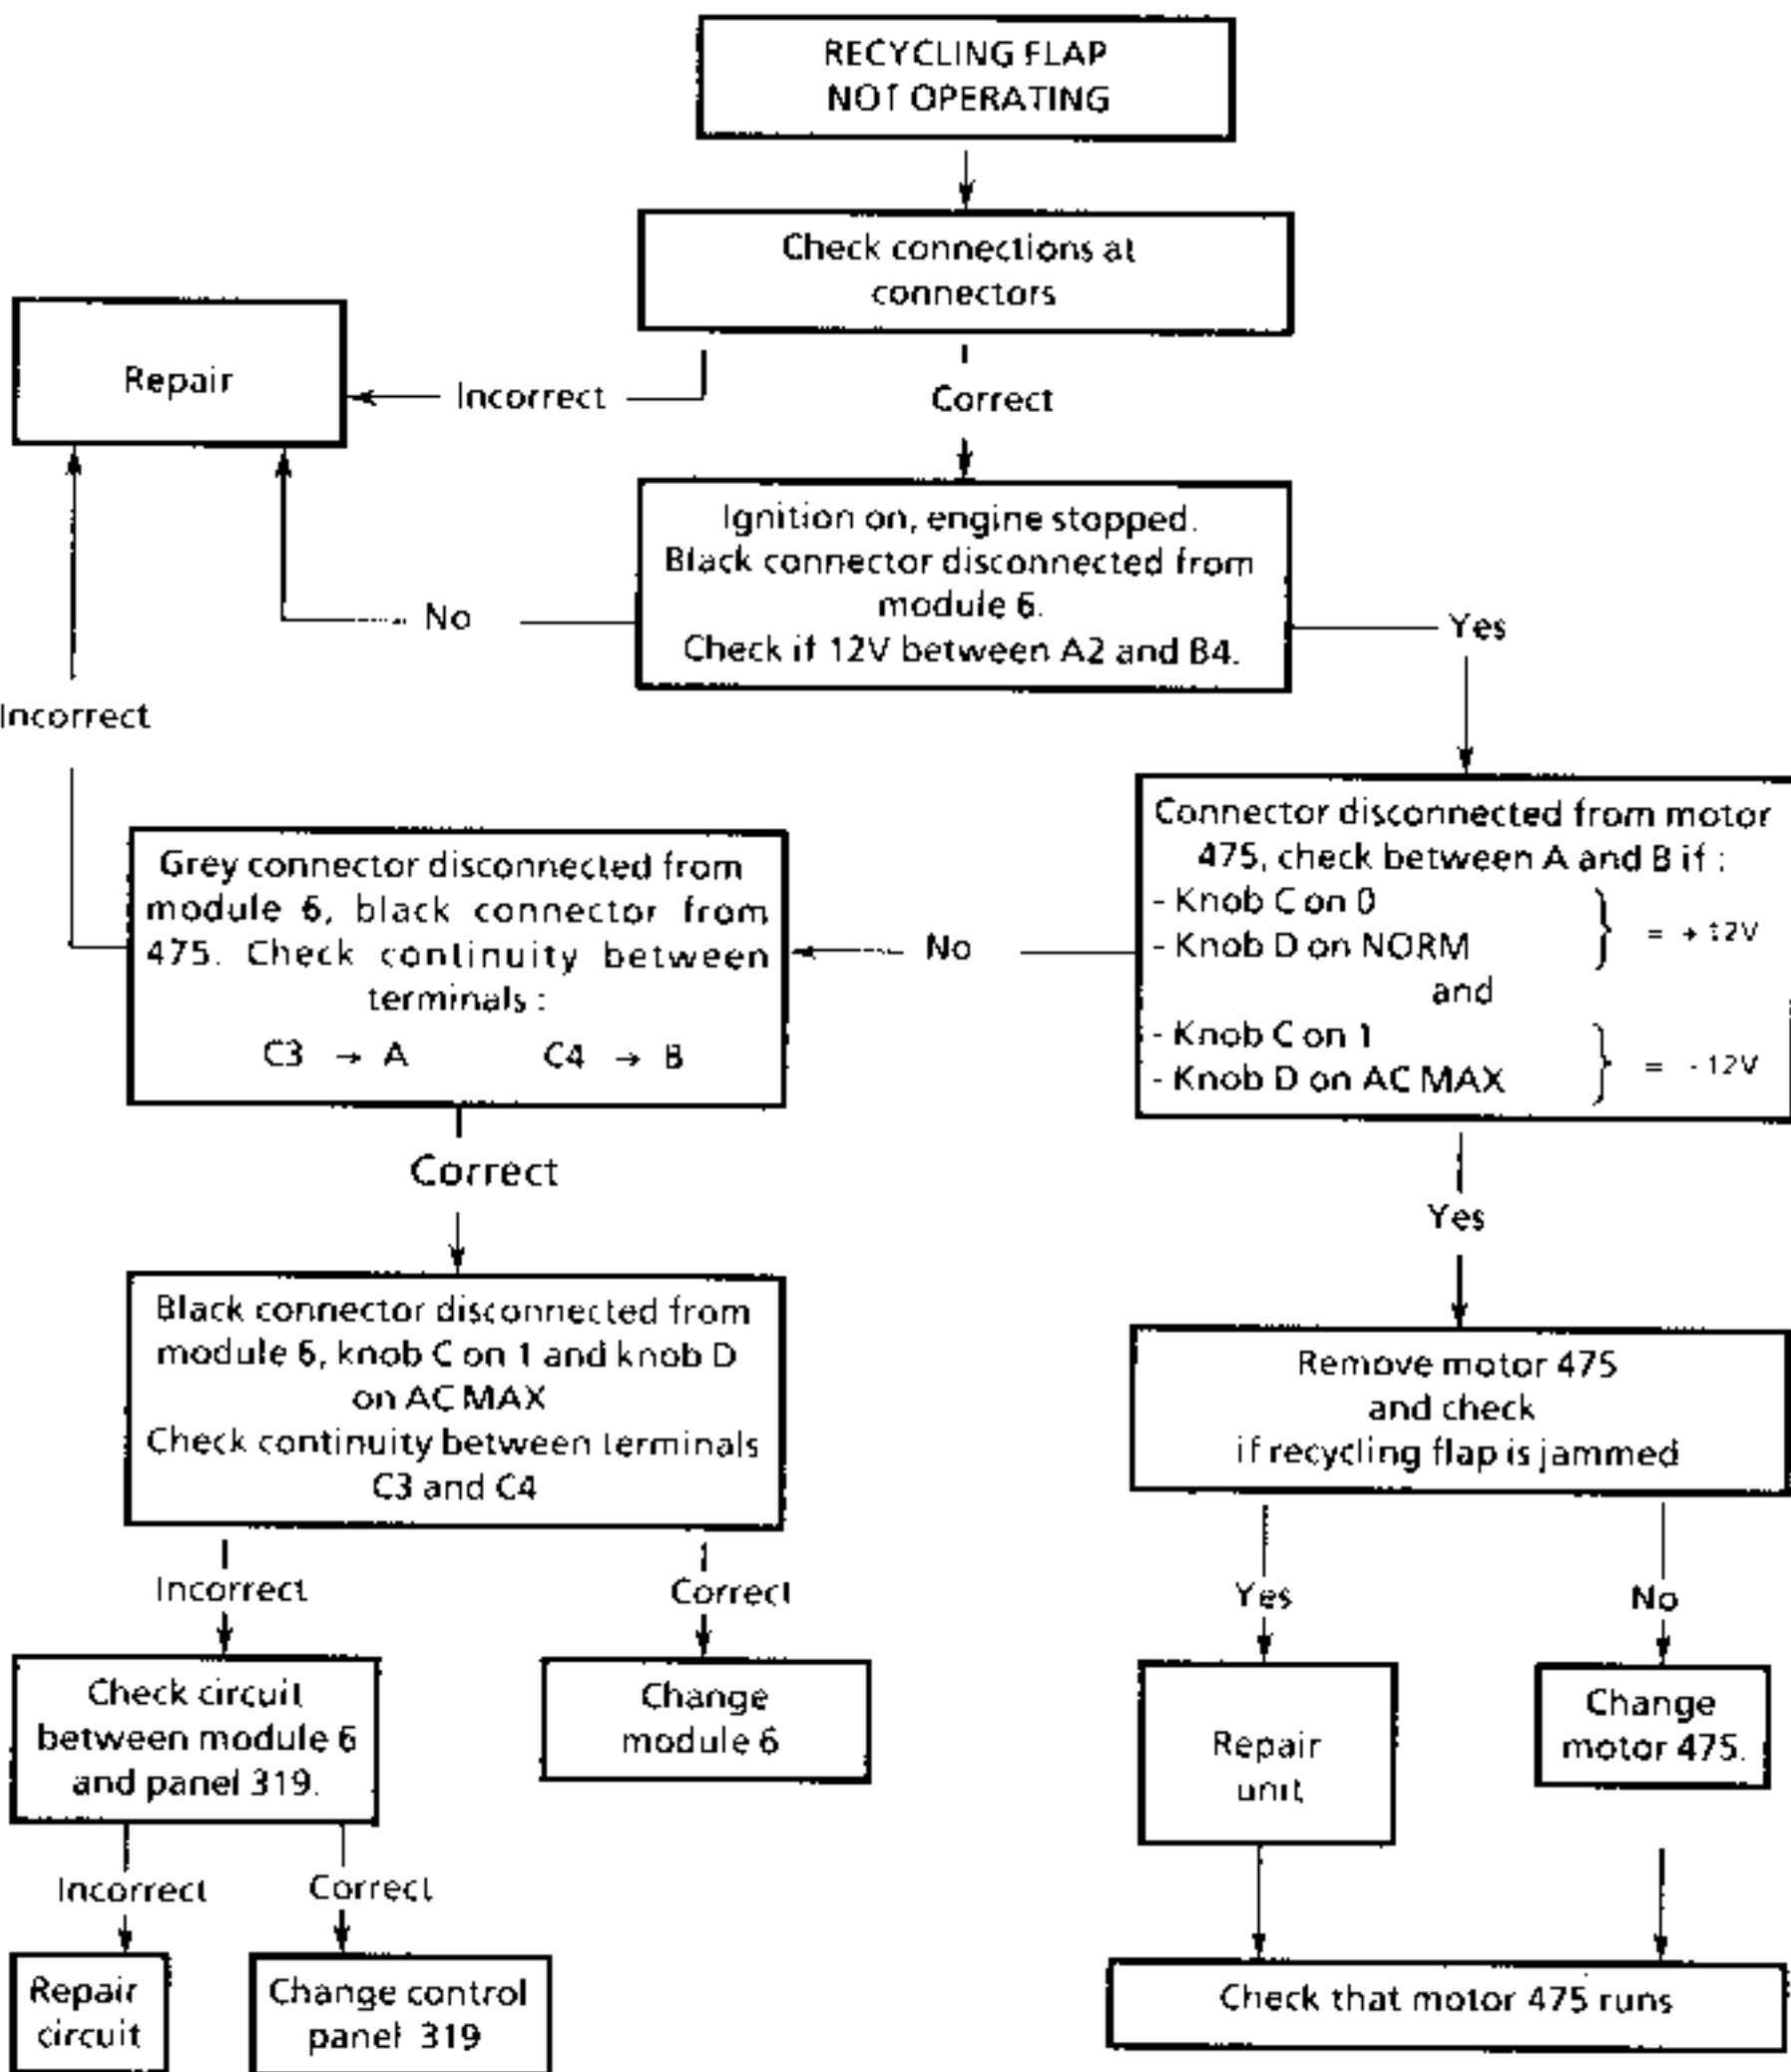 RECYCLING FLAP
NOT OPERATING
Check connections at
connectors
Repair
Incorrect
Correct
Ignition on, engine stopped.
Black connector disconnected from
module 6.
Check if 12V between A2 and B4.
No
Yes
Incorrect
Connector disconnected from motor
475, check between A and B if :
- Knob C on 0
- Knob D on NORM
= + 12V
and
- Knob C on 1
- Knob D on AC MAX
= - 12V
Grey connector disconnected from
module 6, black connector from
475. Check continuity between
terminals :
C3 → A C4 → B
No
Correct
Yes
Black connector disconnected from
module 6, knob C on 1 and knob D
on AC MAX
Check continuity between terminals
C3 and C4
Remove motor 475
and check
if recycling flap is jammed
Incorrect
Correct
Yes
No
Check circuit
between module 6
and panel 319.
Change
module 6
Repair
unit
Change
motor 475.
Incorrect
Correct
Repair
circuit
Change control
panel 319
Check that motor 475 runs